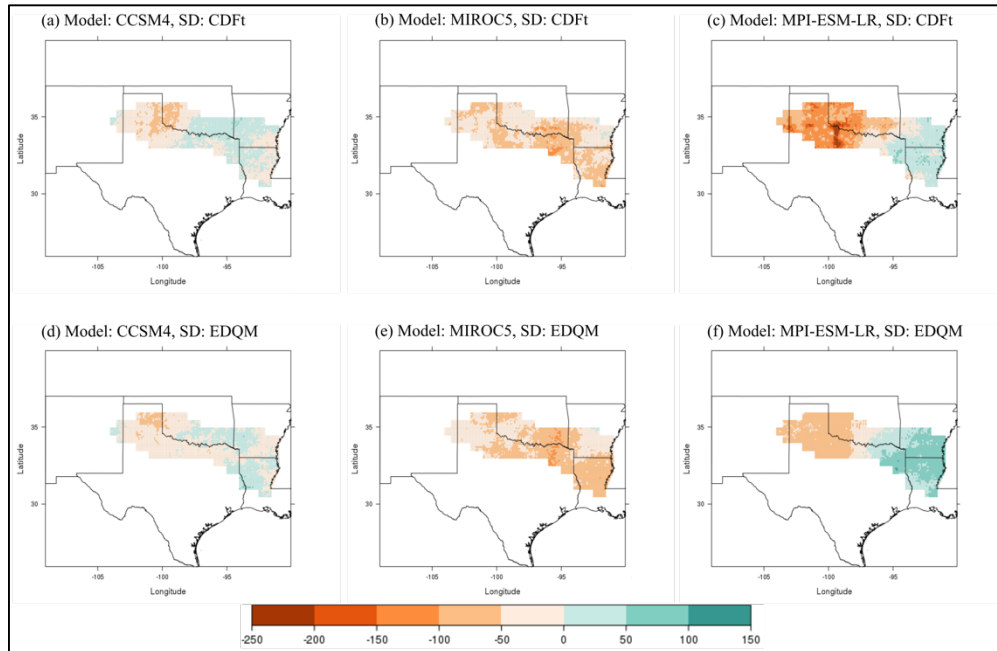 (a) Model: CCSM4, SD: CDFt
(b) Model: MIROC5, SD: CDFt
(c) Model: MPI-ESM-LR, SD: CDFt
Latitude
35
30
-105
-100
-95
Longitude
Latitude
35
30
-105
-100
-95
Longitude
Latitude
35
30
-105
-100
-95
Longitude
(d) Model: CCSM4, SD: EDQM
(e) Model: MIROC5, SD: EDQM
(f) Model: MPI-ESM-LR, SD: EDQM
Latitude
35
30
-105
-100
-95
Longitude
Latitude
35
30
-105
-100
-95
Longitude
Latitude
35
30
-105
-100
-95
Longitude
-250 -200 -150 -100 -50 0 50 100 150